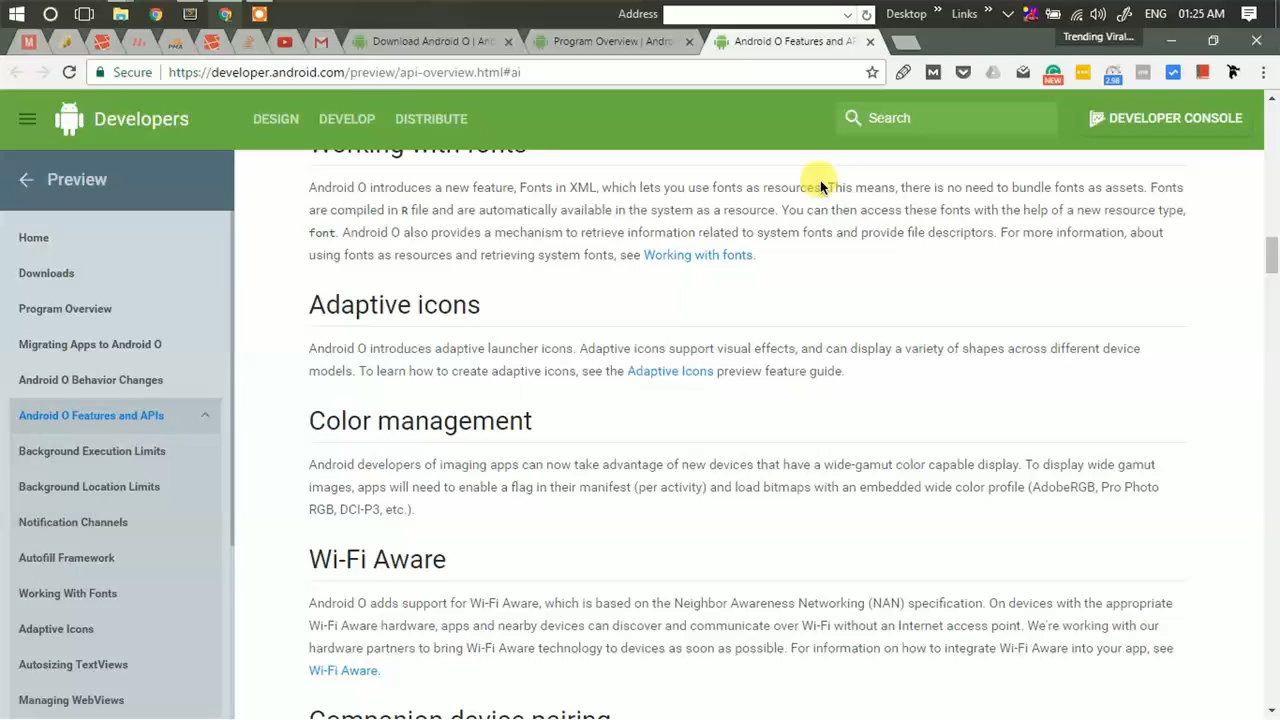 Address
Desktop
Links
ENG
01:25 AM
Download Android O | An
Program Overview | Andro
Android O Features and AP
Trending Viral...
Secure
https://developer.android.com/preview/api-overview.html#ai
NEW
2.98
Developers
DESIGN
DEVELOP
DISTRIBUTE
Search
DEVELOPER CONSOLE
Preview
Home
Downloads
Program Overview
Migrating Apps to Android O
Android O Behavior Changes
Android O Features and APIs
Background Execution Limits
Background Location Limits
Notification Channels
Autofill Framework
Working With Fonts
Adaptive Icons
Autosizing TextViews
Managing WebViews
Working with fonts
Android O introduces a new feature, Fonts in XML, which lets you use fonts as resources. This means, there is no need to bundle fonts as assets. Fonts
are compiled in R file and are automatically available in the system as a resource. You can then access these fonts with the help of a new resource type,
font. Android O also provides a mechanism to retrieve information related to system fonts and provide file descriptors. For more information, about
using fonts as resources and retrieving system fonts, see Working with fonts.
Adaptive icons
Android O introduces adaptive launcher icons. Adaptive icons support visual effects, and can display a variety of shapes across different device
models. To learn how to create adaptive icons, see the Adaptive Icons preview feature guide.
Color management
Android developers of imaging apps can now take advantage of new devices that have a wide-gamut color capable display. To display wide gamut
images, apps will need to enable a flag in their manifest (per activity) and load bitmaps with an embedded wide color profile (AdobeRGB, Pro Photo
RGB, DCI-P3, etc.).
Wi-Fi Aware
Android O adds support for Wi-Fi Aware, which is based on the Neighbor Awareness Networking (NAN) specification. On devices with the appropriate
Wi-Fi Aware hardware, apps and nearby devices can discover and communicate over Wi-Fi without an Internet access point. We're working with our
hardware partners to bring Wi-Fi Aware technology to devices as soon as possible. For information on how to integrate Wi-Fi Aware into your app, see
Wi-Fi Aware.
Companion device pairing